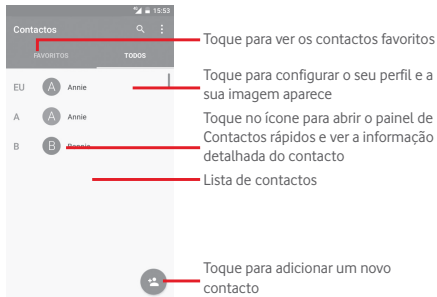 15:53
Contactos
FAVORITOS TODOS
EU A Annie
A A Annie
B B
Toque para ver os contactos favoritos
Toque para configurar o seu perfil e a
sua imagem aparece
Toque no ícone para abrir o painel de
Contactos rápidos e ver a informação
detalhada do contacto
Lista de contactos
Toque para adicionar um novo
contacto